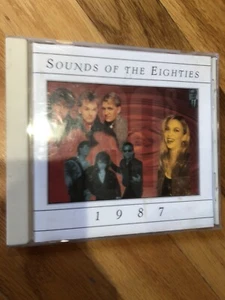 SOUNDS OF THE EIGHTIES
1987